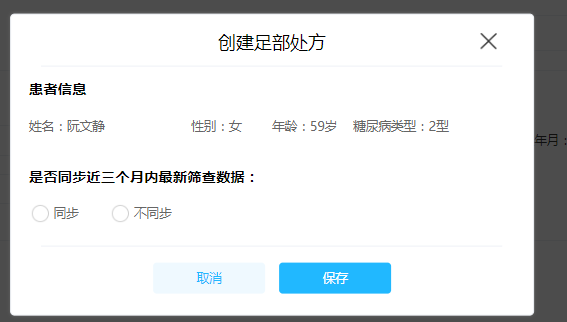 创建足部处方
患者信息
姓名：阮文静 性别：女 年龄：59岁 糖尿病类型：2型
年月：
是否同步近三个月内最新筛查数据：
同步 不同步
取消 保存